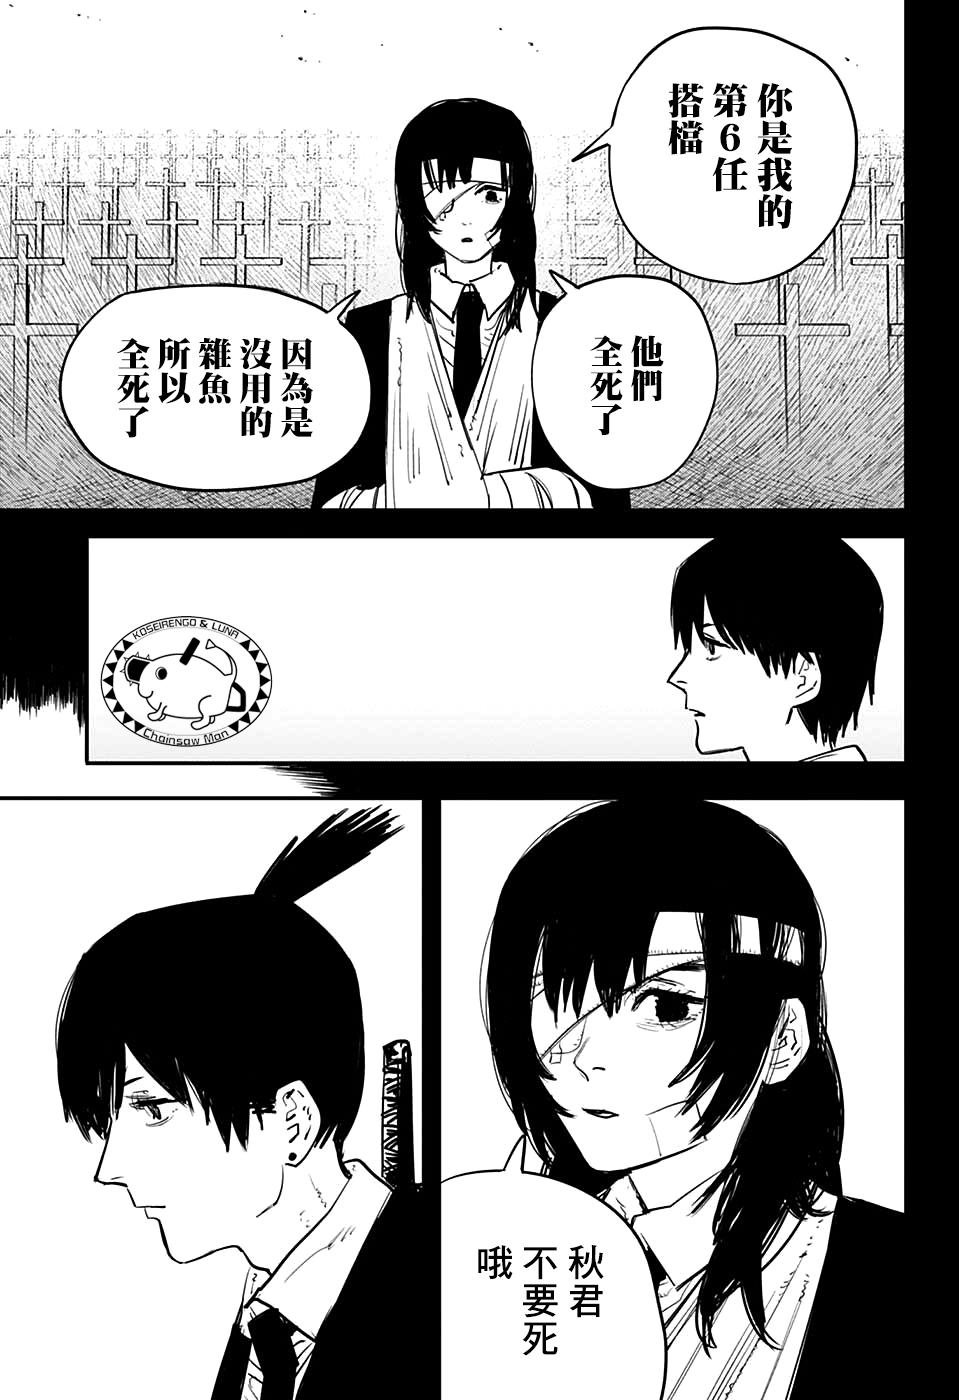 你是我的
第6任
搭檔
他們
全死了
因為是
沒用的
雜魚
所以
全死了
KOSEIRENGO & LUNA
Chainsaw Man
秋君
不要死
哦